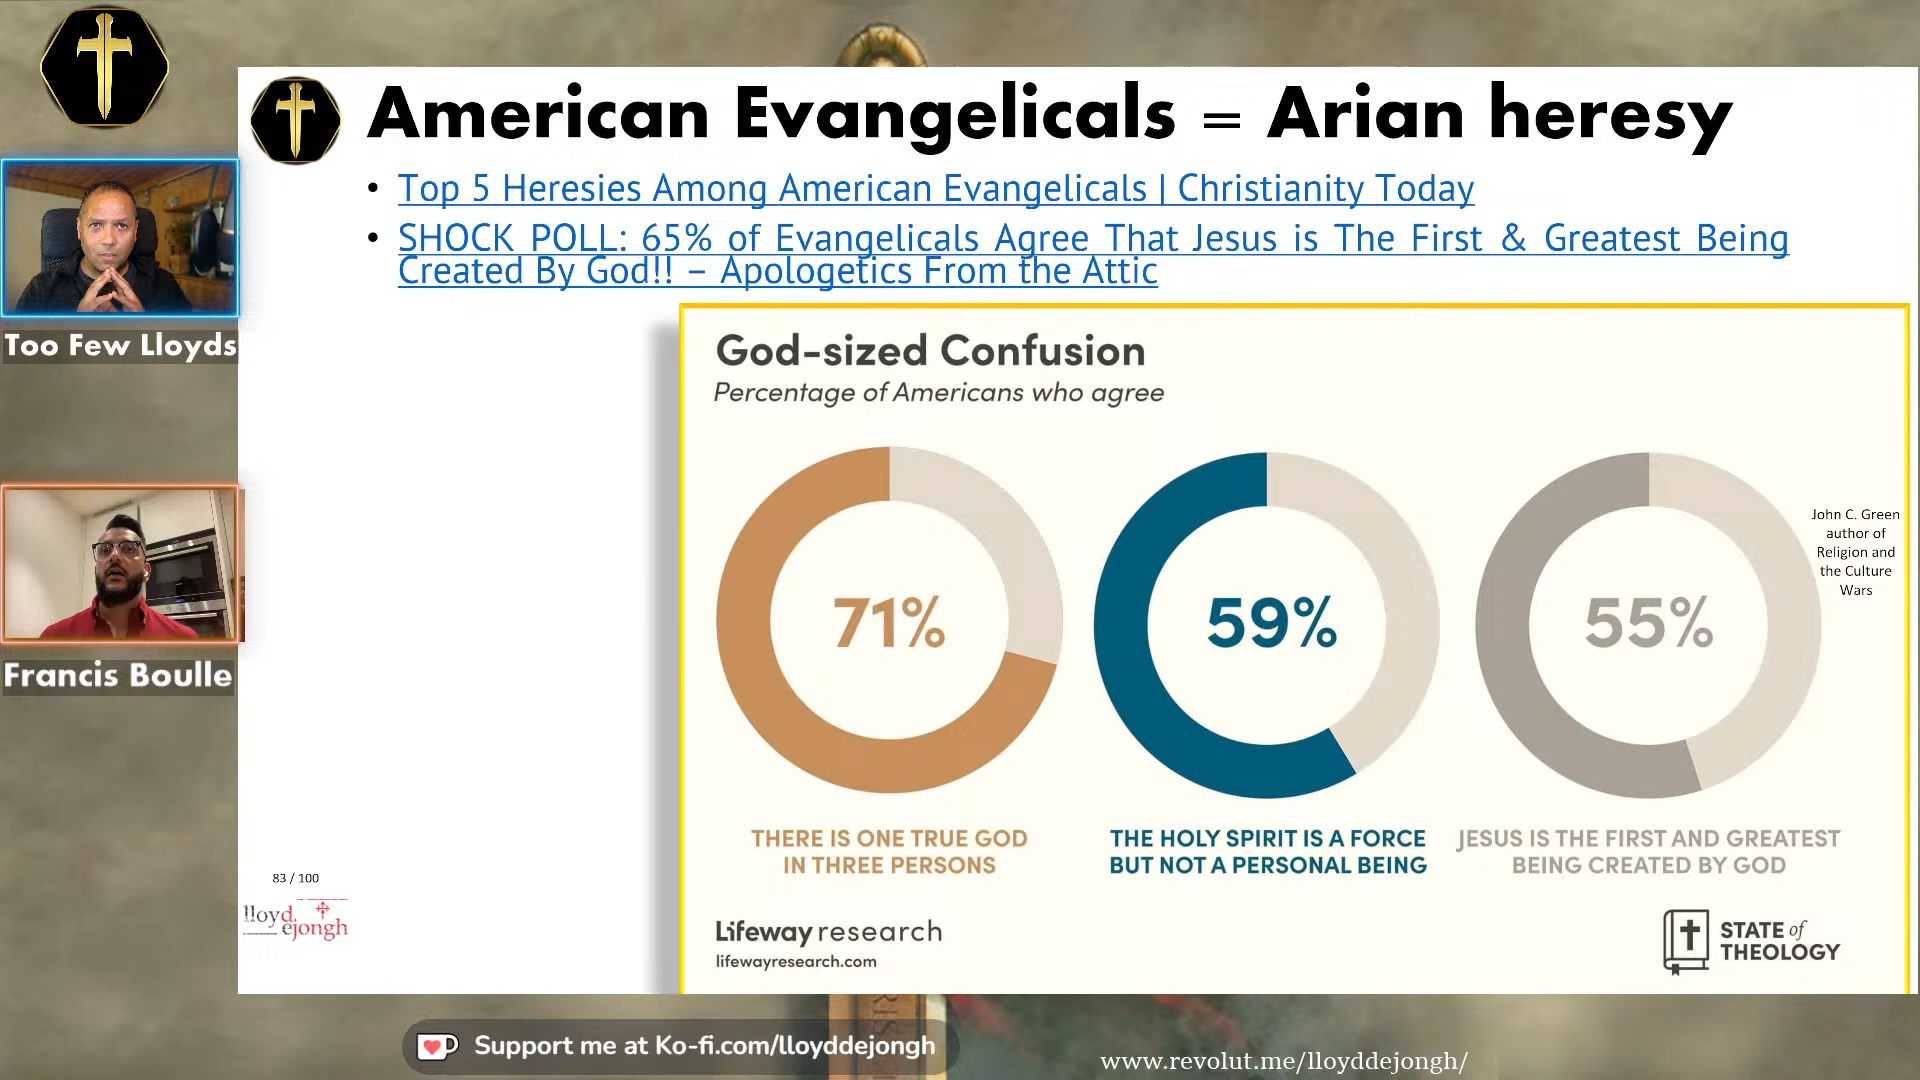 American Evangelicals = Arian heresy
• Top 5 Heresies Among American Evangelicals | Christianity Today
• SHOCK POLL: 65% of Evangelicals Agree That Jesus is The First & Greatest Being
Created By God!! – Apologetics From the Attic
Too Few Lloyds
Francis Boulle
God-sized Confusion
Percentage of Americans who agree
71%
THERE IS ONE TRUE GOD
IN THREE PERSONS
59%
THE HOLY SPIRIT IS A FORCE
BUT NOT A PERSONAL BEING
55%
JESUS IS THE FIRST AND GREATEST
BEING CREATED BY GOD
John C. Green
author of
Religion and
the Culture
Wars
83 / 100
lloyd.
ejongh
Lifeway research
lifewayresearch.com
STATE of
THEOLOGY
Support me at Ko-fi.com/lloyddejongh
www.revolut.me/lloyddejongh/